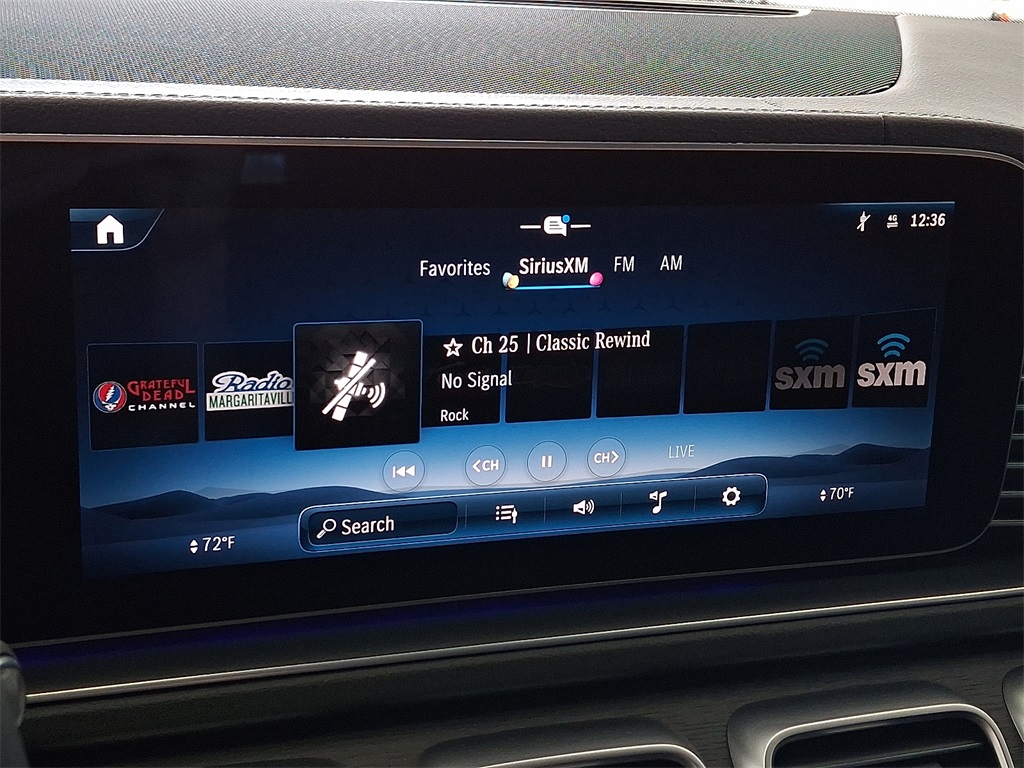 4G 12:36
Favorites SiriusXM FM AM
GRATEFUL
DEAD
CHANNEL
Radio
MARGARITAVILL
Ch 25 | Classic Rewind
No Signal
Rock
sxm
sxm
<CH
CH>
LIVE
Search
72°F
70°F